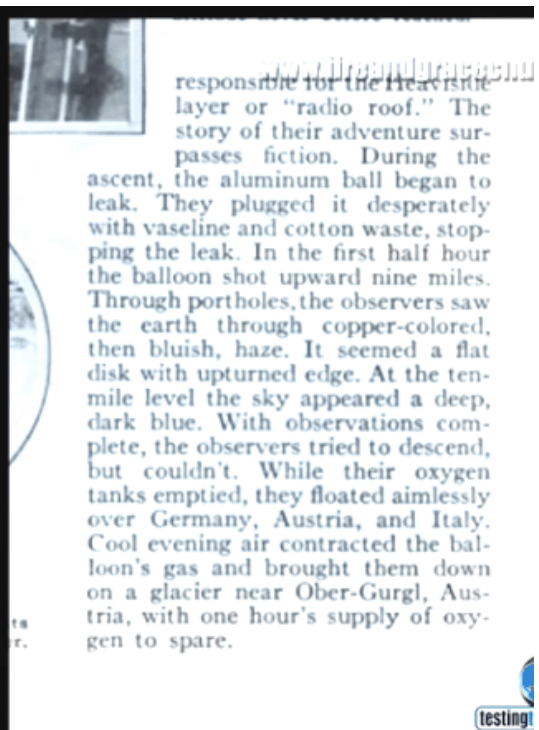 responsible for the Heaviside
layer or “radio roof.” The
story of their adventure sur-
passes fiction. During the
ascent, the aluminum ball began to
leak. They plugged it desperately
with vaseline and cotton waste, stop-
ping the leak. In the first half hour
the balloon shot upward nine miles.
Through portholes, the observers saw
the earth through copper-colored,
then bluish, haze. It seemed a flat
disk with upturned edge. At the ten-
mile level the sky appeared a deep,
dark blue. With observations com-
plete, the observers tried to descend,
but couldn't. While their oxygen
tanks emptied, they floated aimlessly
over Germany, Austria, and Italy.
Cool evening air contracted the bal-
loon's gas and brought them down
on a glacier near Ober-Gurgl, Aus-
tria, with one hour's supply of oxy-
gen to spare.
ts
r.
testing